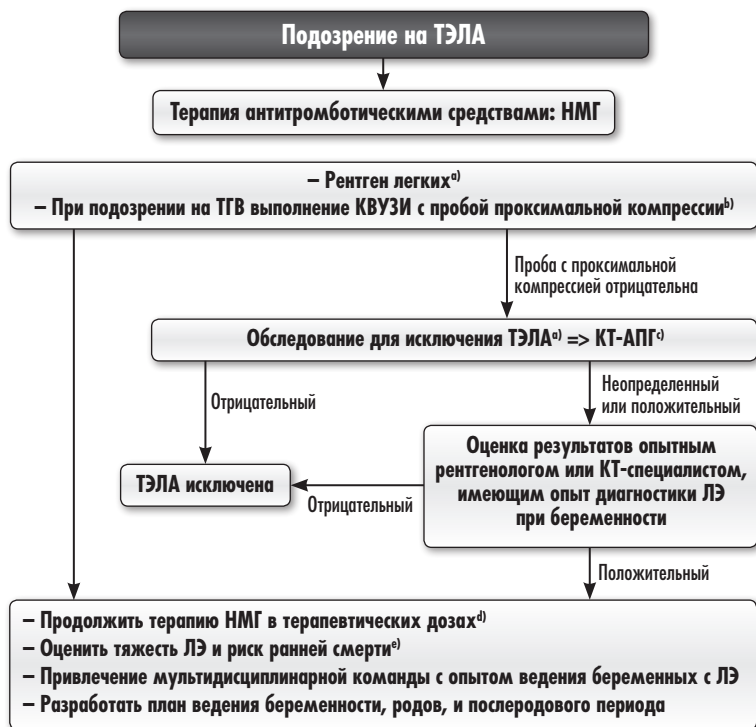 Подозрение на ТЭЛА
Терапия антитромботическими средствами: НМГ
– Рентген легких a)
– При подозрении на ТГВ выполнение КВУЗИ с пробой проксимальной компрессии b)
Проба с проксимальной
компрессией отрицательна
Обследование для исключения ТЭЛА a) => КТ-АПГ c)
Отрицательный
Неопределенный
или положительный
Оценка результатов опытным
рентгенологом или КТ-специалистом,
имеющим опыт диагностики ЛЭ
при беременности
ТЭЛА исключена
Отрицательный
Положительный
– Продолжить терапию НМГ в терапевтических дозах d)
– Оценить тяжесть ЛЭ и риск ранней смерти e)
– Привлечение мультидисциплинарной команды с опытом ведения беременных с ЛЭ
– Разработать план ведения беременности, родов, и послеродового периода